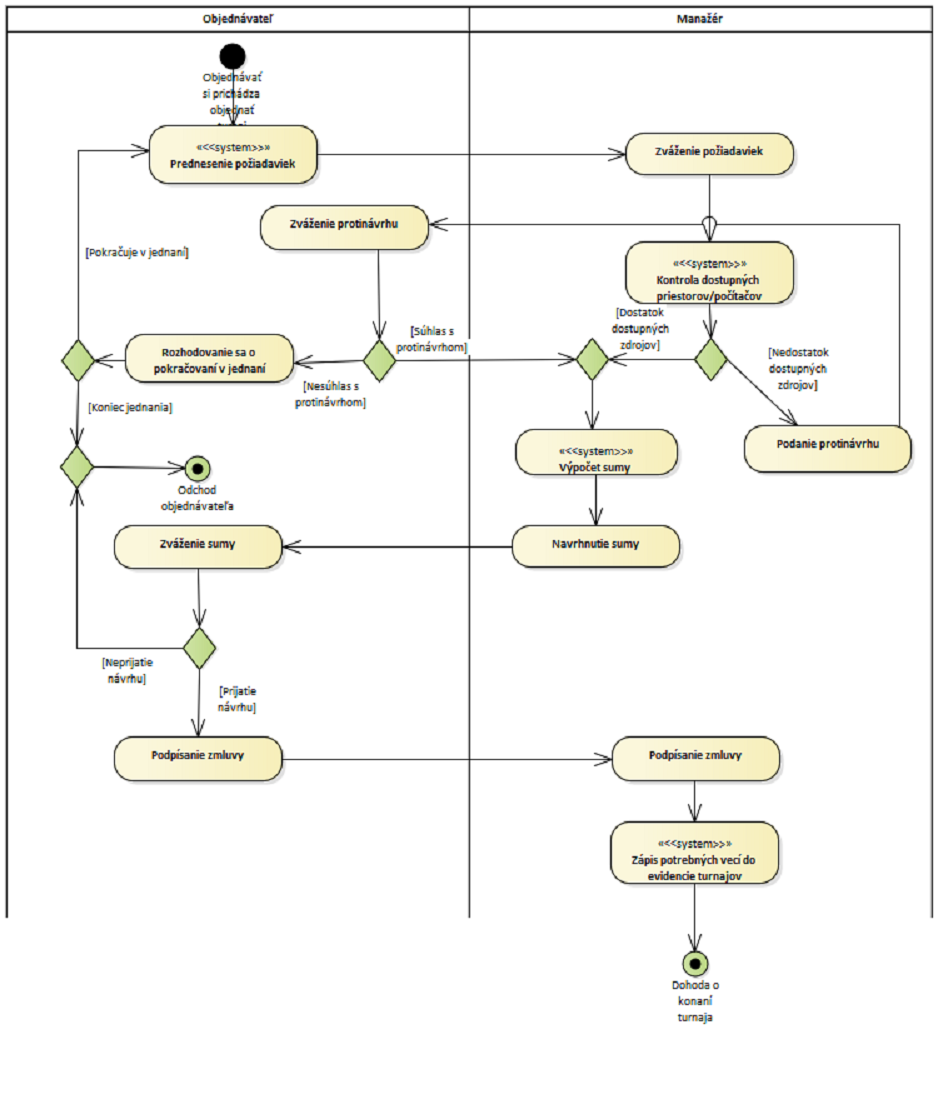 Objednávateľ
Manažér
Objednávať
si prichádza
objednať
«<<system>>»
Prednesenie požiadaviek
Zváženie požiadaviek
Zváženie protinávrhu
[Pokračuje v jednaní]
«<<system>>»
Kontrola dostupných
priestorov/počítačov
[Dostatok
dostupných
zdrojov]
[Súhlas s
protinávrhom]
Rozhodovanie sa o
pokračovaní v jednaní
[Nedostatok
dostupných
zdrojov]
[Nesúhlas s
protinávrhom]
[Koniec jednania]
Podanie protinávrhu
«<<system>>»
Výpočet sumy
Odchod
objednávateľa
Zváženie sumy
Navrhnutie sumy
[Neprijatie
návrhu]
[Prijatie
návrhu]
Podpísanie zmluvy
Podpísanie zmluvy
«<<system>>»
Zápis potrebných vecí do
evidencie turnajov
Dohoda o
konaní
turnaja